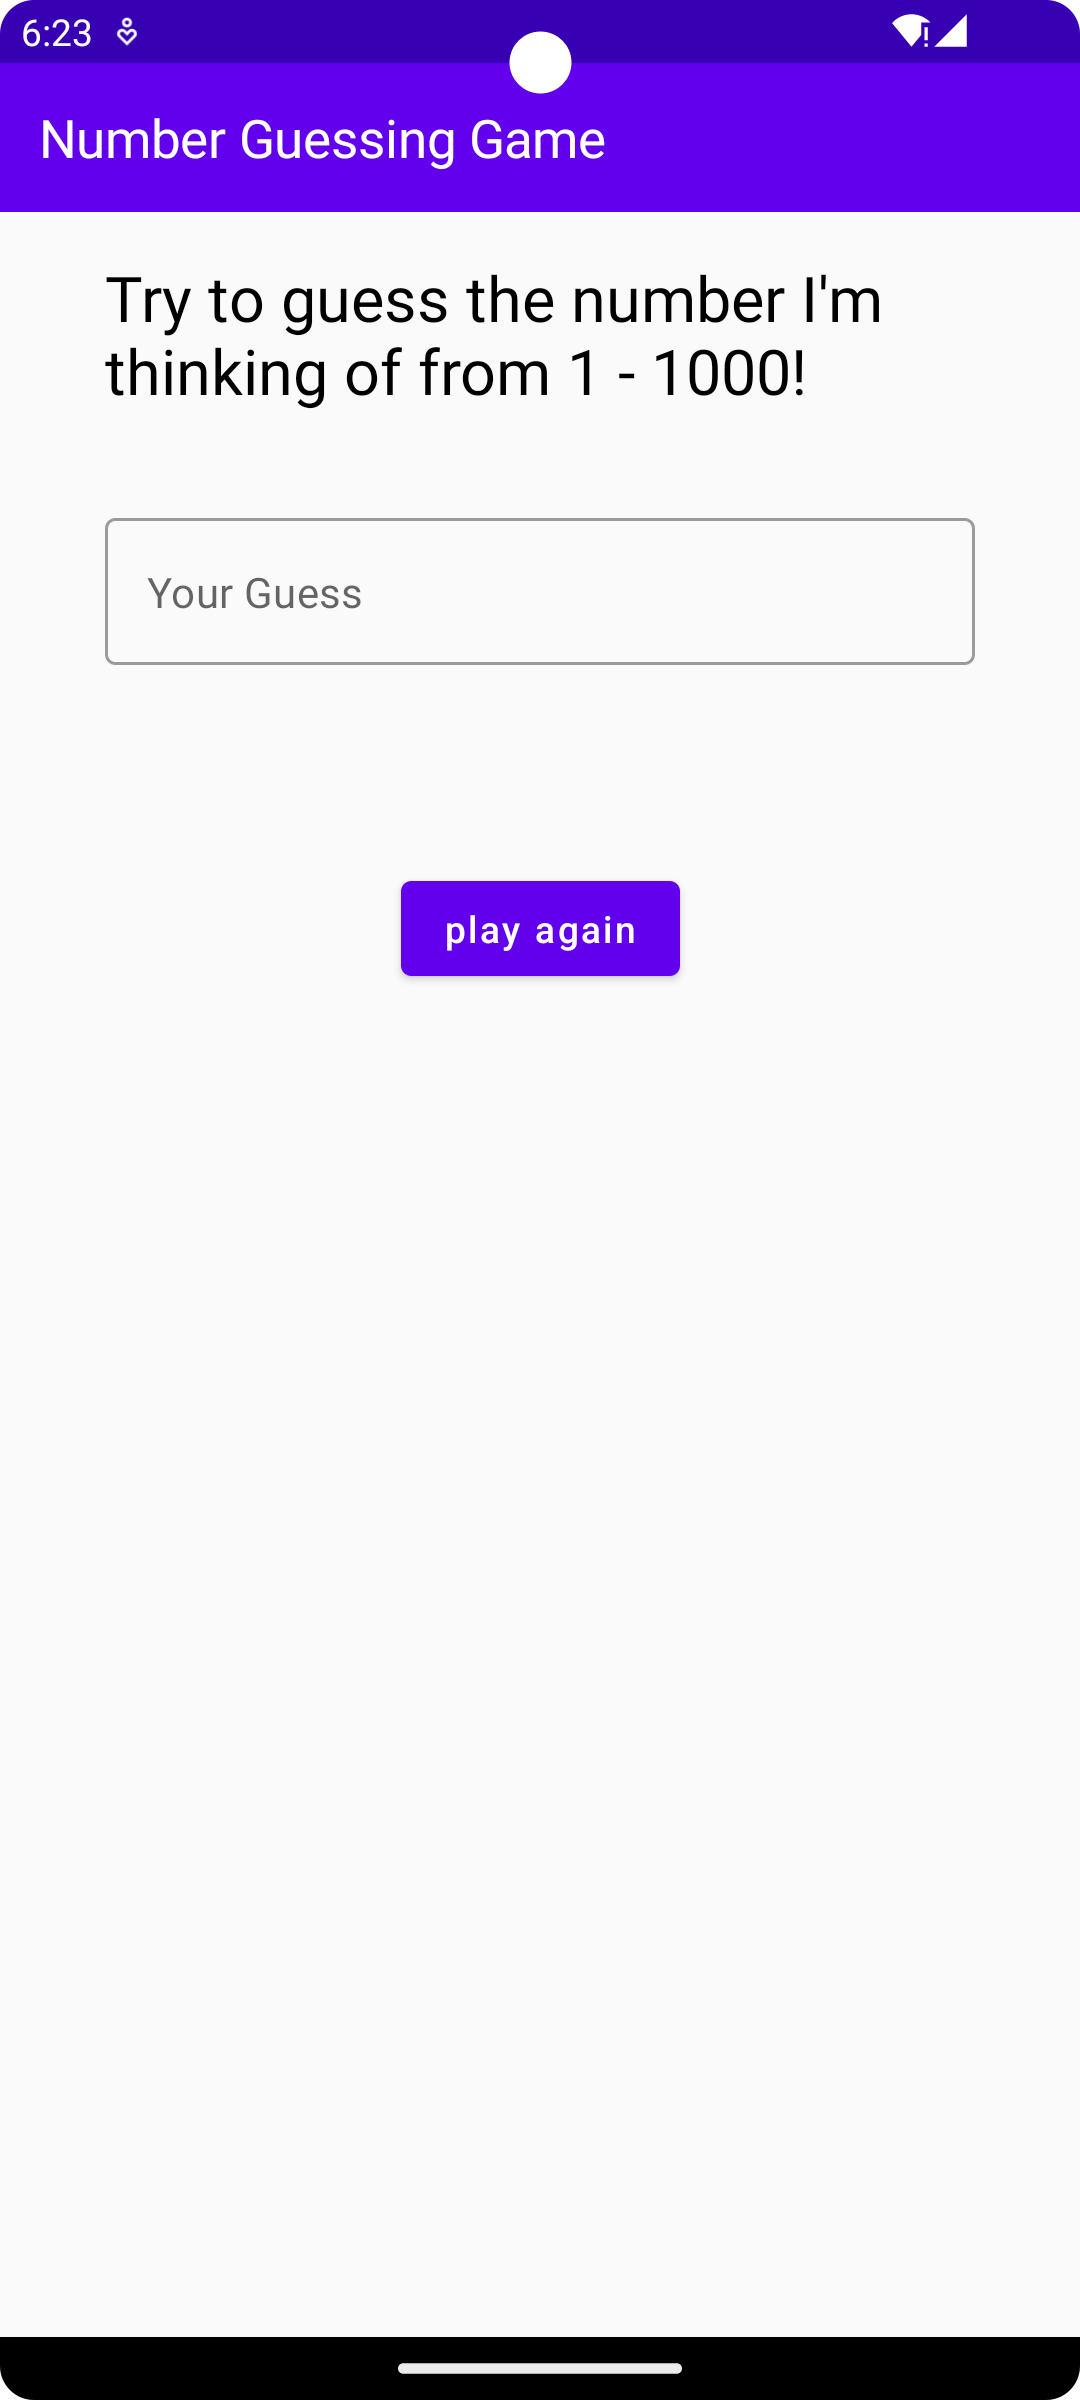 6:23
Number Guessing Game
Try to guess the number I'm
thinking of from 1 - 1000!
Your Guess
play again